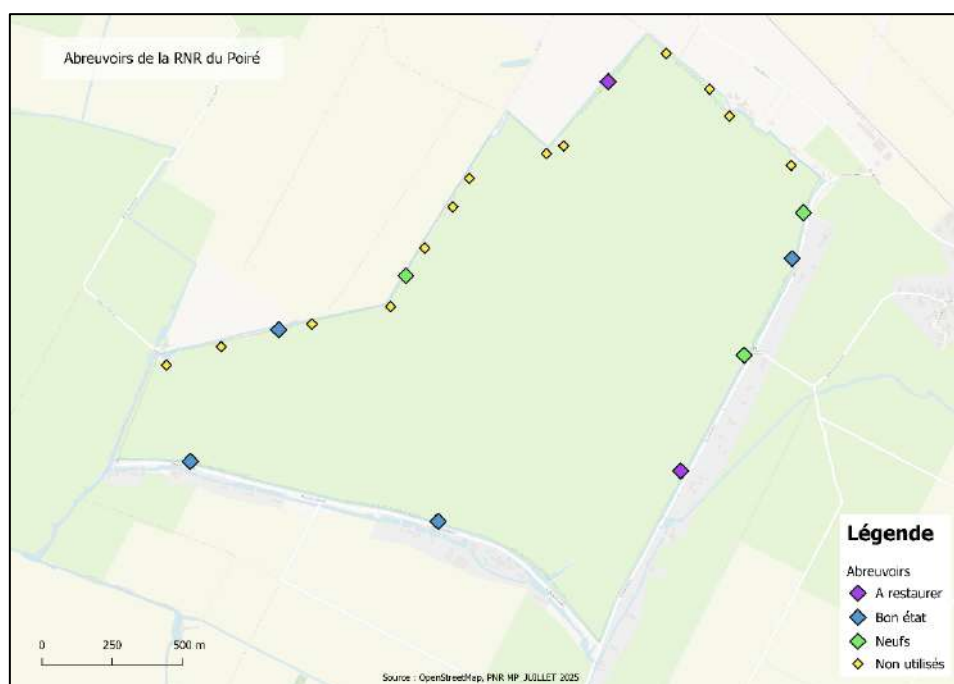 Abreuvoirs de la RNR du Poiré
Légende
Abreuvoirs
A restaurer
Bon état
Neufs
Non utilisés
0 250 500 m
Source : OpenStreetMap, PNR MP JUILLET 2025